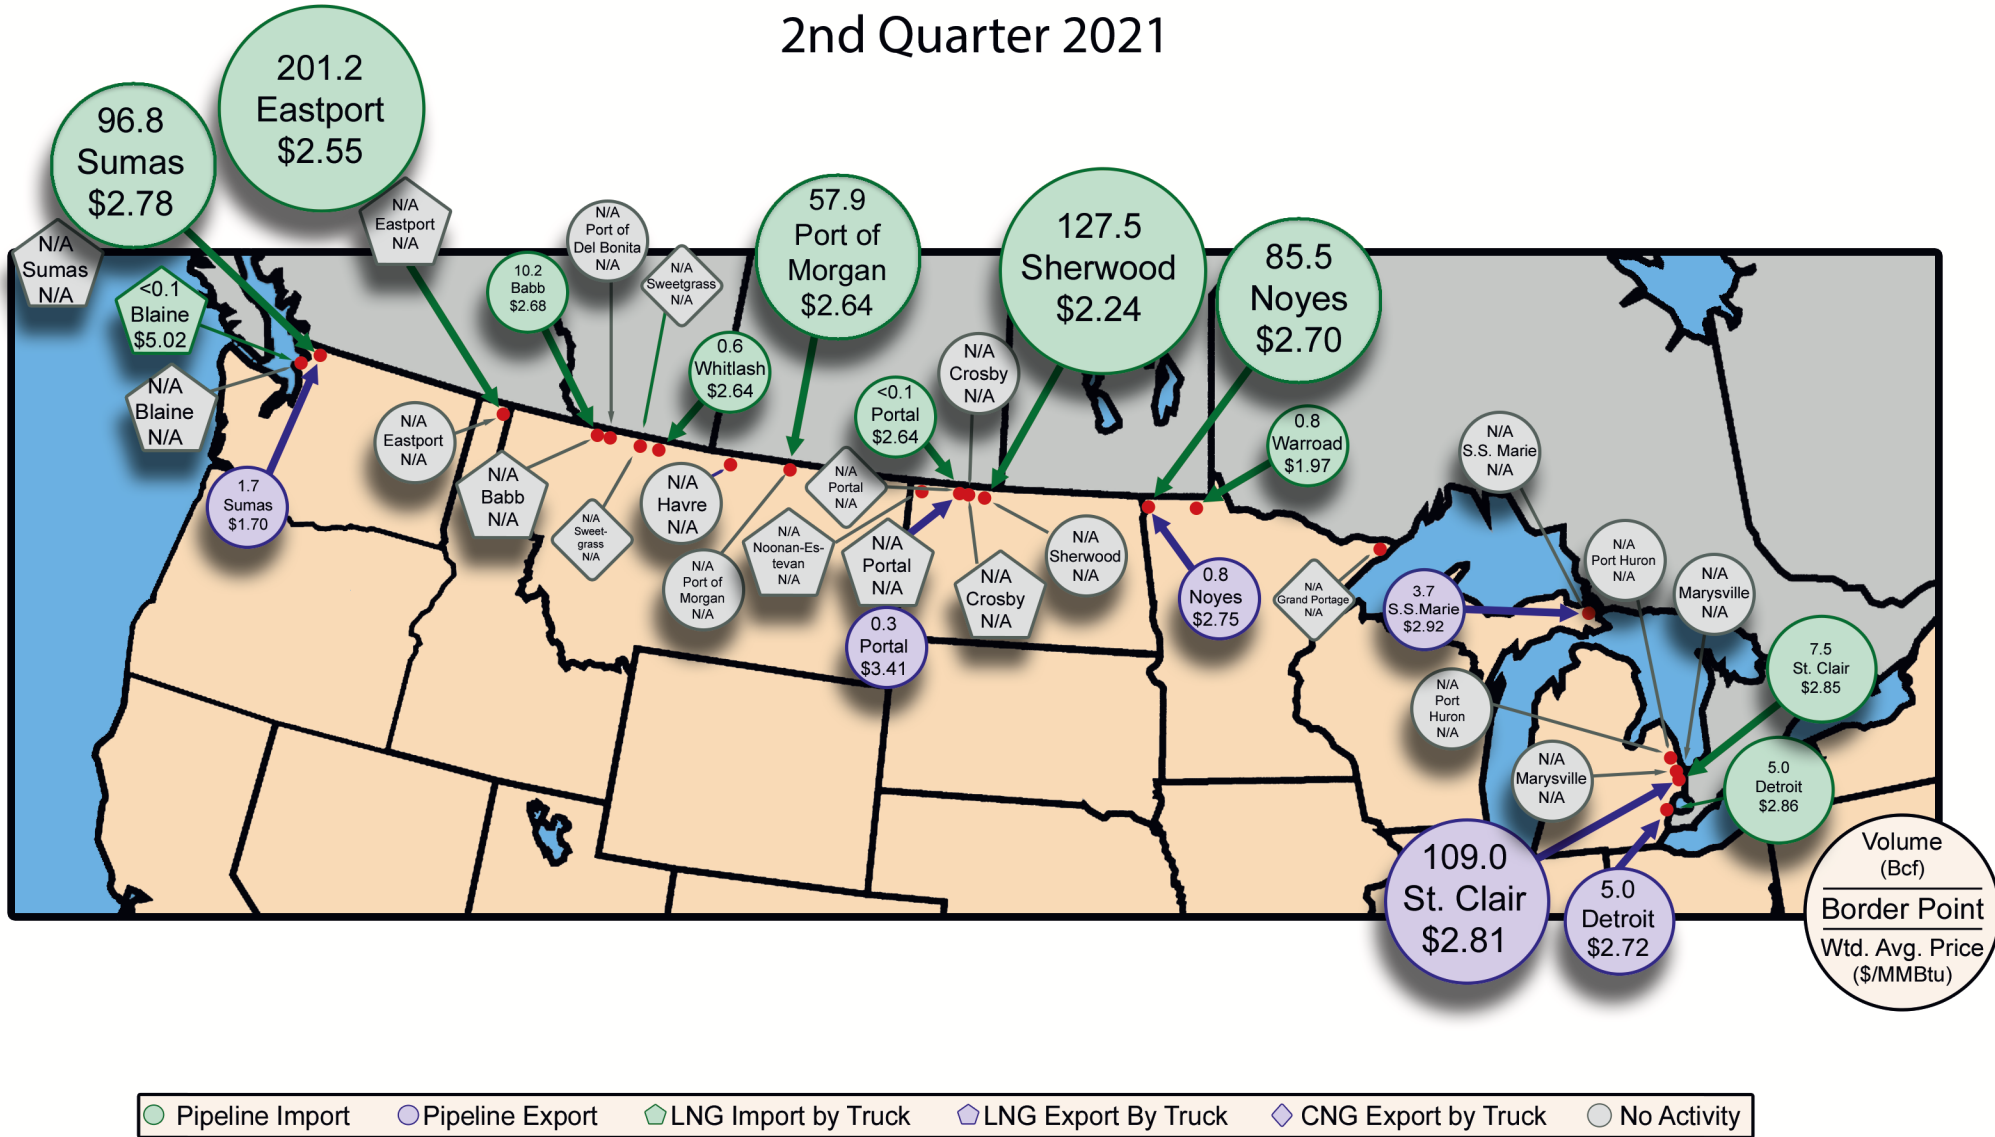 2nd Quarter 2021
201.2
Eastport
$2.55
96.8
Sumas
$2.78
N/A
Sumas
N/A
<0.1
Blaine
$5.02
N/A
Blaine
N/A
1.7
Sumas
$1.70
N/A
Eastport
N/A
N/A
Eastport
N/A
10.2
Babb
$2.68
N/A
Port of
Del Bonita
N/A
N/A
Sweetgrass
N/A
0.6
Whitlash
$2.64
57.9
Port of
Morgan
$2.64
N/A
Babb
N/A
N/A
Sweet-
grass
N/A
N/A
Havre
N/A
N/A
Port of
Morgan
N/A
N/A
Noonan-Es-
tevan
N/A
N/A
Portal
N/A
<0.1
Portal
$2.64
N/A
Crosby
N/A
127.5
Sherwood
$2.24
85.5
Noyes
$2.70
0.8
Warroad
$1.97
N/A
Portal
N/A
0.3
Portal
$3.41
N/A
Crosby
N/A
N/A
Sherwood
N/A
0.8
Noyes
$2.75
N/A
Grand Portage
N/A
3.7
S.S.Marie
$2.92
N/A
S.S. Marie
N/A
N/A
Port Huron
N/A
N/A
Marysville
N/A
7.5
St. Clair
$2.85
N/A
Port
Huron
N/A
N/A
Marysville
N/A
5.0
Detroit
$2.86
109.0
St. Clair
$2.81
5.0
Detroit
$2.72
Volume
(Bcf)
Border Point
Wtd. Avg. Price
($/MMBtu)
Pipeline Import
Pipeline Export
LNG Import by Truck
LNG Export By Truck
CNG Export by Truck
No Activity